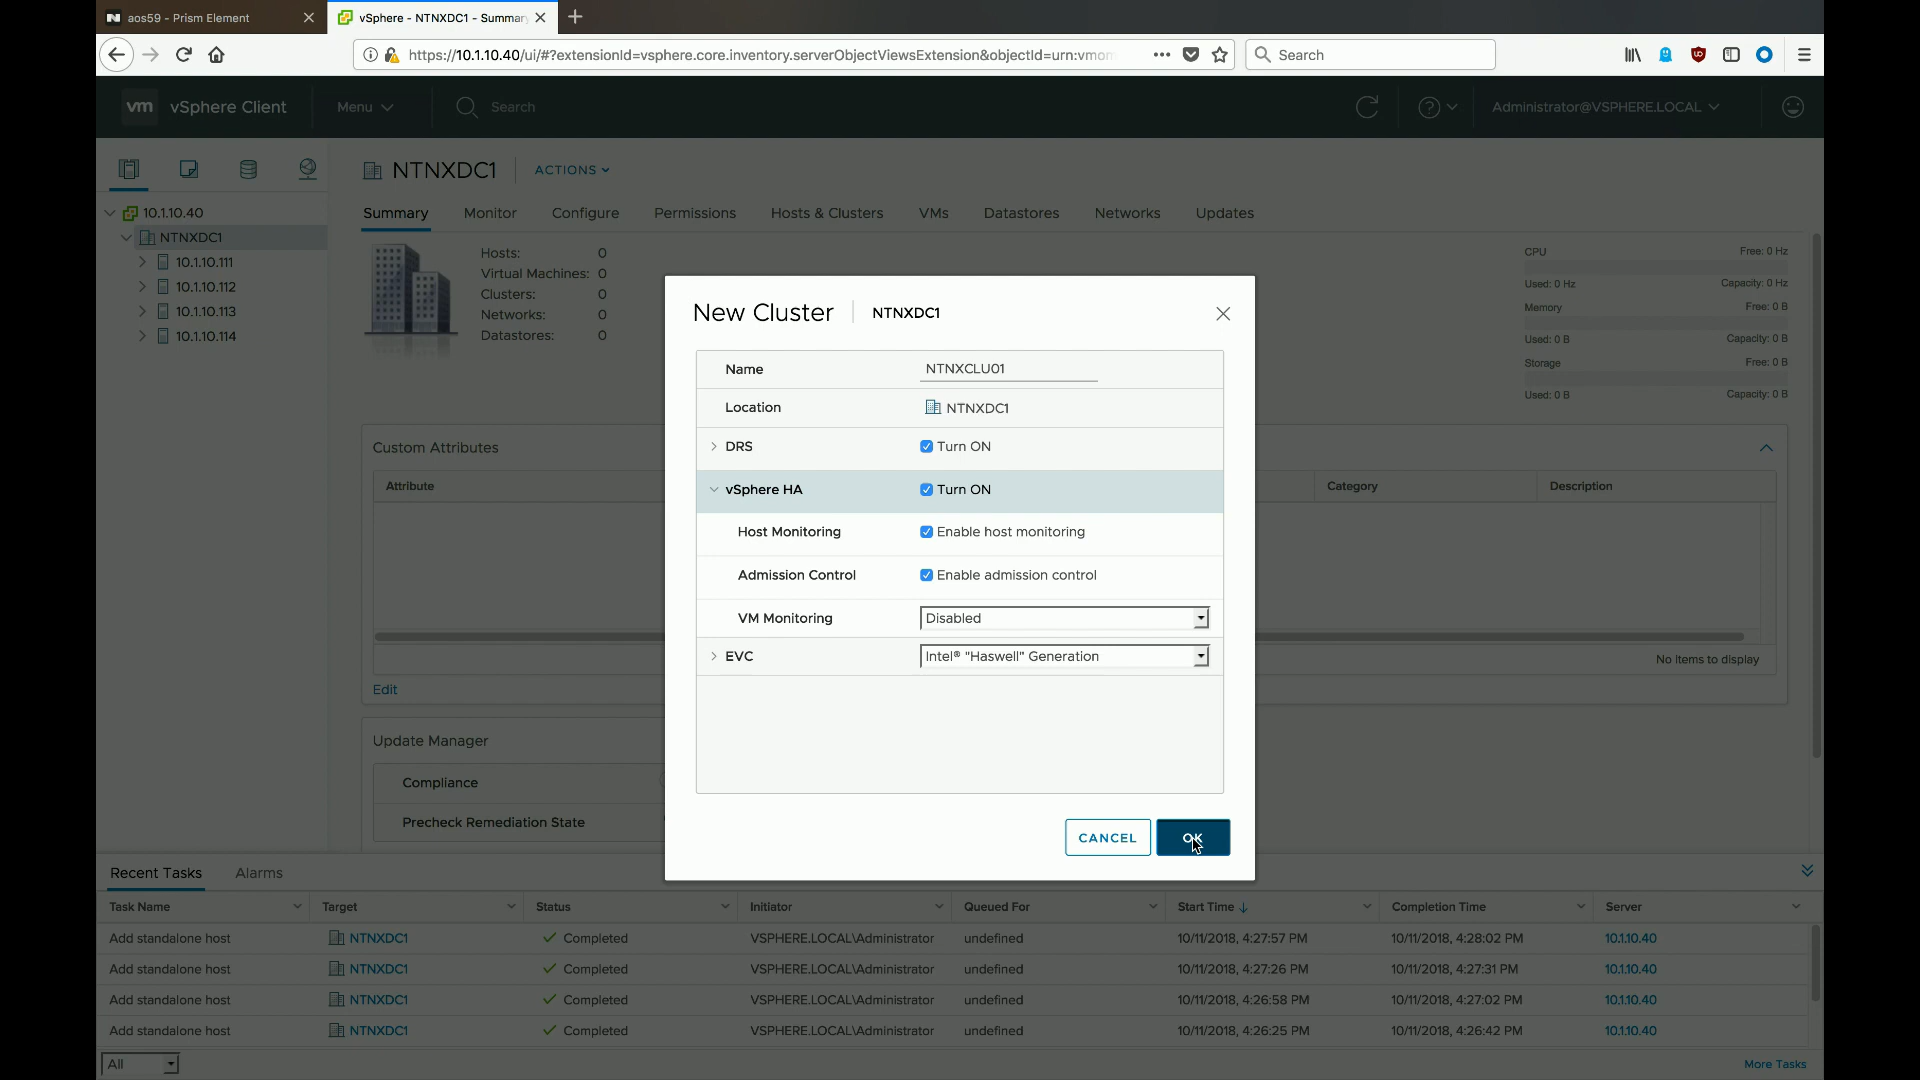 aos59 - Prism Element
vSphere - NTNXDC1 - Summar
https://10.1.10.40/ui/#?extensionId=vsphere.core.inventory.serverObjectViewsExtension&objectId=urn:vmom
Search
vm vSphere Client
Menu
Search
Administrator@VSPHERE.LOCAL
NTNXDC1
ACTIONS
Summary Monitor Configure Permissions Hosts & Clusters VMs Datastores Networks Updates
10.1.10.40
NTNXDC1
10.1.10.111
10.1.10.112
10.1.10.113
10.1.10.114
Hosts: 0
Virtual Machines: 0
Clusters: 0
Networks: 0
Datastores: 0
CPU Free: 0 Hz
Used: 0 Hz Capacity: 0 Hz
Memory Free: 0 B
Used: 0 B Capacity: 0 B
Storage Free: 0 B
Used: 0 B Capacity: 0 B
Custom Attributes
Attribute
Category Description
No items to display
Edit
Update Manager
Compliance
Precheck Remediation State
New Cluster NTNXDC1
Name NTNXCLU01
Location NTNXDC1
DRS Turn ON
vSphere HA Turn ON
Host Monitoring Enable host monitoring
Admission Control Enable admission control
VM Monitoring Disabled
EVC Intel® "Haswell" Generation
CANCEL OK
Recent Tasks Alarms
Task Name Target Status Initiator Queued For Start Time Completion Time Server
Add standalone host NTNXDC1 Completed VSPHERE.LOCAL\Administrator undefined 10/11/2018, 4:27:57 PM 10/11/2018, 4:28:02 PM 10.1.10.40
Add standalone host NTNXDC1 Completed VSPHERE.LOCAL\Administrator undefined 10/11/2018, 4:27:26 PM 10/11/2018, 4:27:31 PM 10.1.10.40
Add standalone host NTNXDC1 Completed VSPHERE.LOCAL\Administrator undefined 10/11/2018, 4:26:58 PM 10/11/2018, 4:27:02 PM 10.1.10.40
Add standalone host NTNXDC1 Completed VSPHERE.LOCAL\Administrator undefined 10/11/2018, 4:26:25 PM 10/11/2018, 4:26:42 PM 10.1.10.40
All
More Tasks